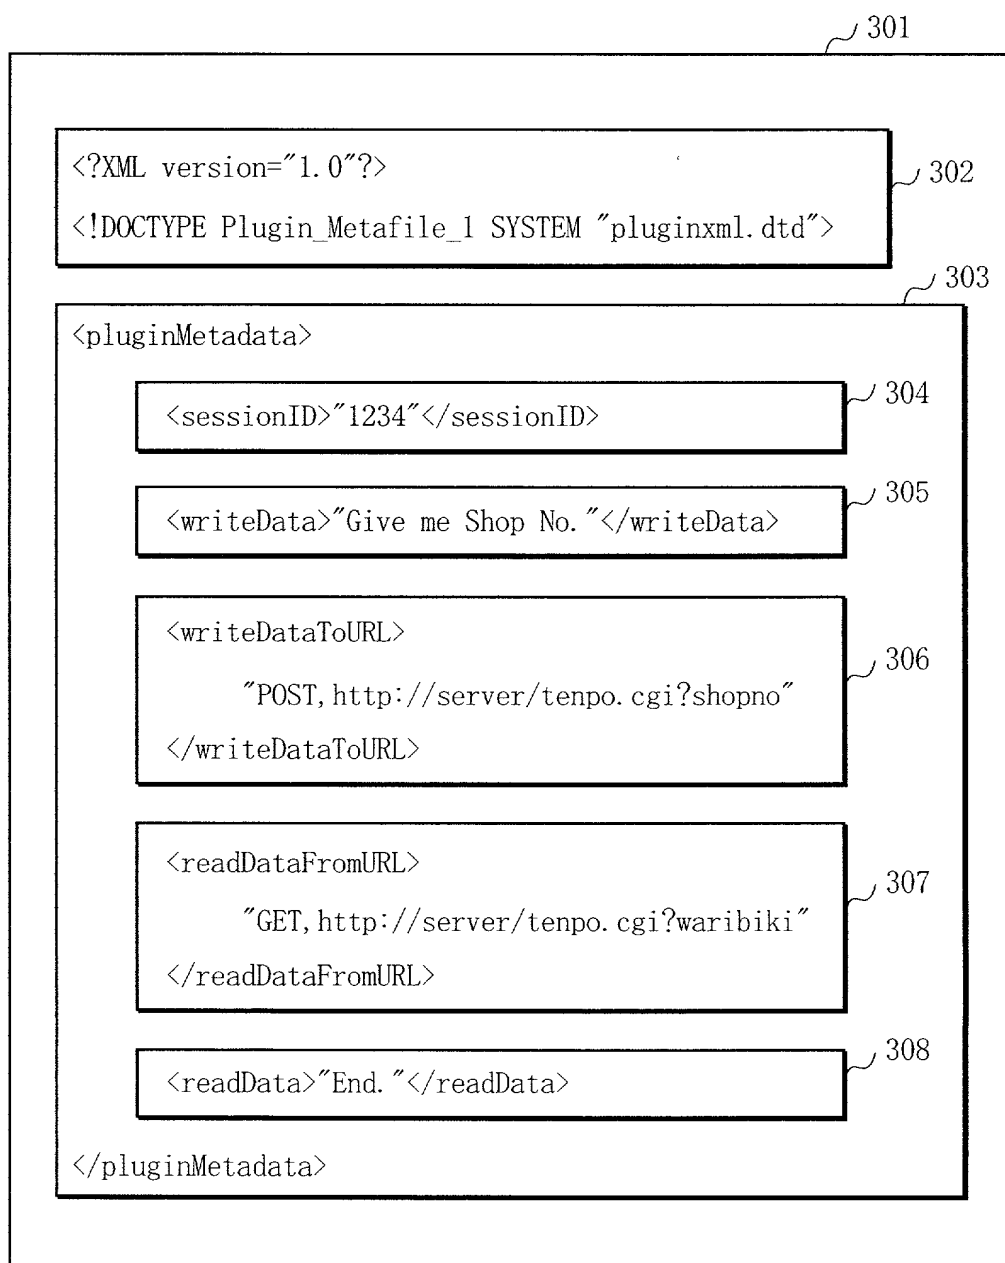 301
<?XML version="1.0"?>
302
<!DOCTYPE Plugin_Metafile_1 SYSTEM "pluginxml.dtd">
303
<pluginMetadata>
304
<sessionID>"1234"</sessionID>
305
<writeData>"Give me Shop No."</writeData>
<writeDataToURL>
306
"POST,http://server/tenpo.cgi?shopno"
</writeDataToURL>
<readDataFromURL>
307
"GET,http://server/tenpo.cgi?waribiki"
</readDataFromURL>
308
<readData>"End."</readData>
</pluginMetadata>